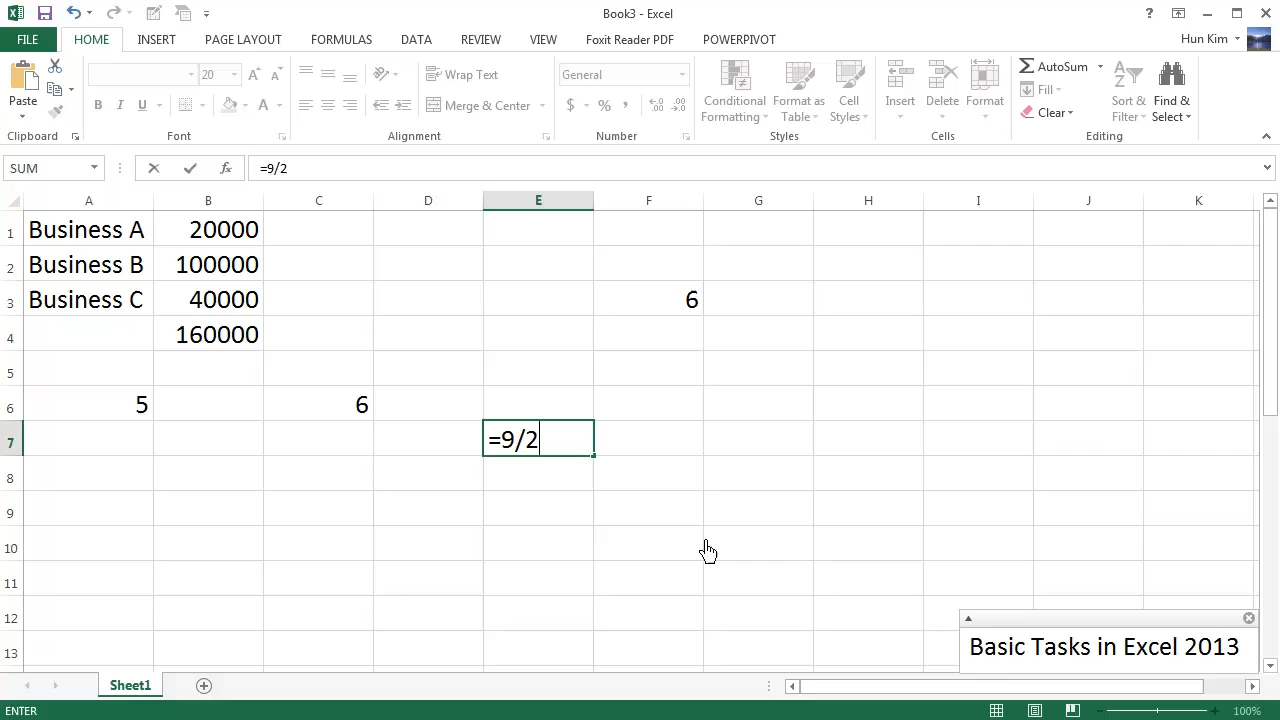 Book3 - Excel
FILE HOME INSERT PAGE LAYOUT FORMULAS DATA REVIEW VIEW Foxit Reader PDF POWERPIVOT Hun Kim
20 Wrap Text General AutoSum
Paste B I U Merge & Center $ % Conditional Formatting Format as Table Cell Styles Insert Delete Format Fill Clear Sort & Filter Find & Select
Clipboard Font Alignment Number Styles Cells Editing
SUM fx =9/2
A B C D E F G H I J K
1 Business A 20000
2 Business B 100000
3 Business C 40000 6
4 160000
5
6 5 6
7 =9/2
8
9
10
11
12
13
Basic Tasks in Excel 2013
Sheet1
ENTER 100%